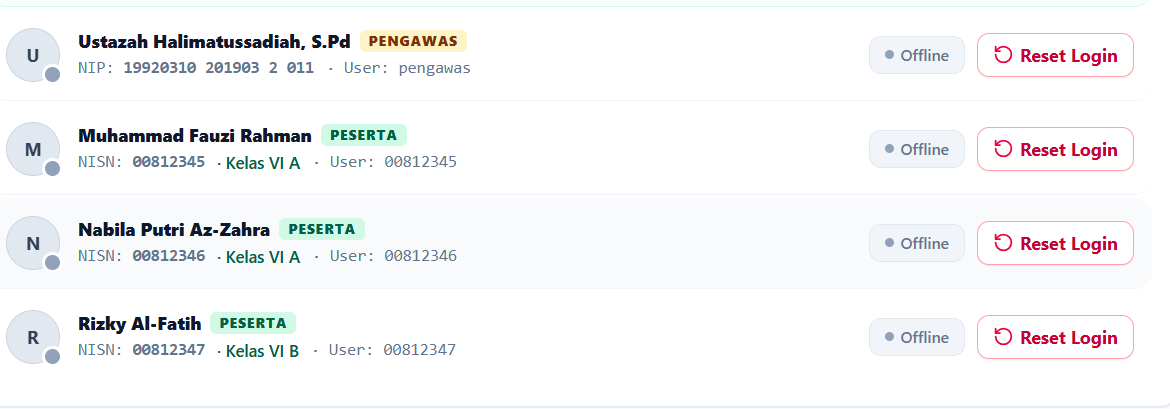 U
Ustazah Halimatussadiah, S.Pd PENGAWAS
NIP: 19920310 201903 2 011 · User: pengawas
Offline
Reset Login
M
Muhammad Fauzi Rahman PESERTA
NISN: 00812345 · Kelas VI A · User: 00812345
Offline
Reset Login
N
Nabila Putri Az-Zahra PESERTA
NISN: 00812346 · Kelas VI A · User: 00812346
Offline
Reset Login
R
Rizky Al-Fatih PESERTA
NISN: 00812347 · Kelas VI B · User: 00812347
Offline
Reset Login